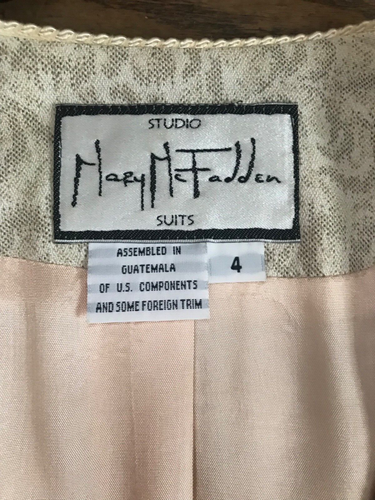 STUDIO
Mary McFadden
SUITS
ASSEMBLED IN
GUATEMALA
OF U.S. COMPONENTS
AND SOME FOREIGN TRIM
4